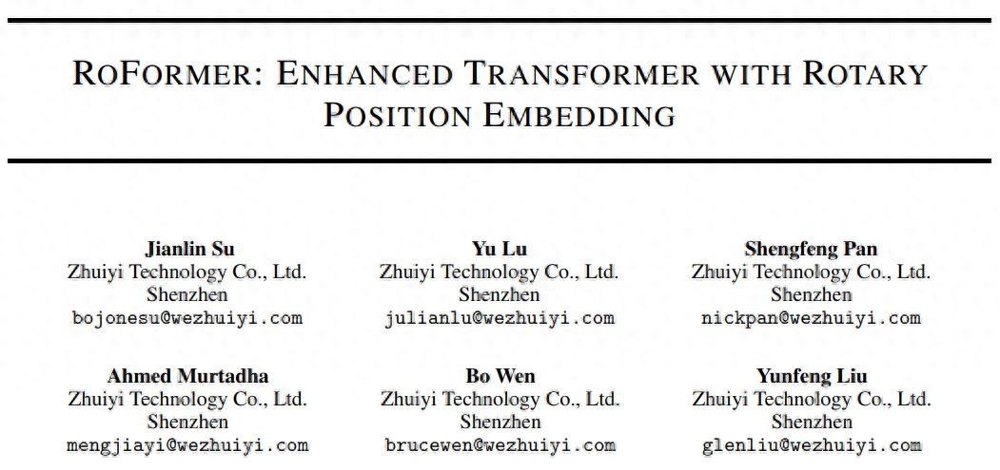 ROFORMER: ENHANCED TRANSFORMER WITH ROTARY
POSITION EMBEDDING
Jianlin Su
Zhuiyi Technology Co., Ltd.
Shenzhen
bojonesu@wezhuiyi.com
Yu Lu
Zhuiyi Technology Co., Ltd.
Shenzhen
julianlu@wezhuiyi.com
Shengfeng Pan
Zhuiyi Technology Co., Ltd.
Shenzhen
nickpan@wezhuiyi.com
Ahmed Murtadha
Zhuiyi Technology Co., Ltd.
Shenzhen
mengjiayi@wezhuiyi.com
Bo Wen
Zhuiyi Technology Co., Ltd.
Shenzhen
brucewen@wezhuiyi.com
Yunfeng Liu
Zhuiyi Technology Co., Ltd.
Shenzhen
glenliu@wezhuiyi.com